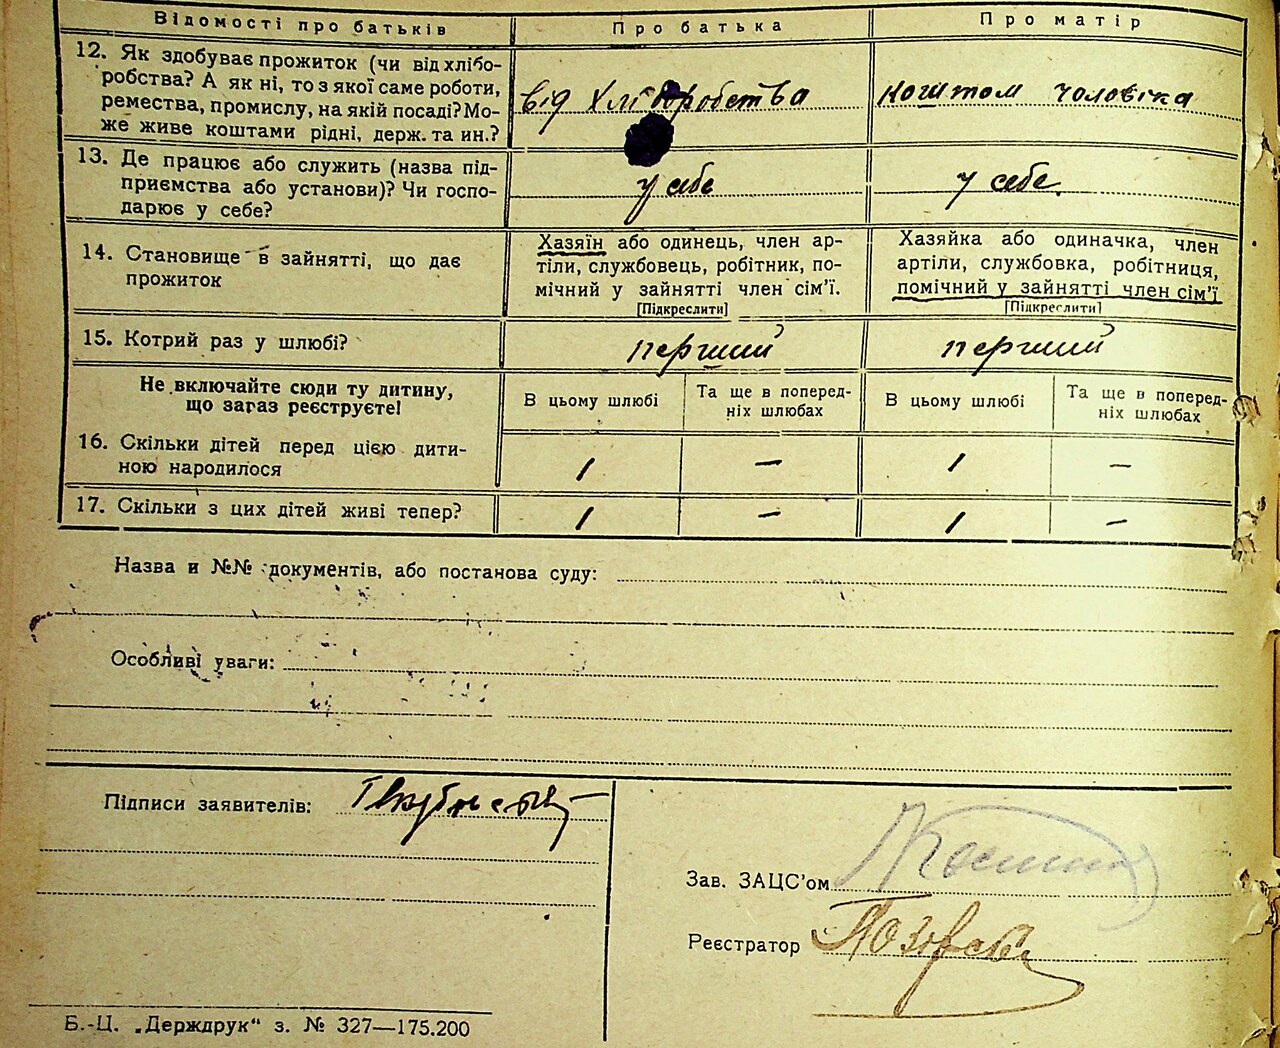 Відомості про батьків Про батька Про матір
12. Як здобуває прожиток (чи від хлібо-
робства? А як ні, то з якої саме роботи,
ремества, промислу, на якій посаді? Мо-
же живе коштами рідні, держ. та ин.?
від хліборобства
коштом чоловіка
13. Де працює або служить (назва під-
приємства або установи)? Чи госпо-
дарює у себе?
у себе
у себе.
14. Становище в зайнятті, що дає
прожиток
Хазяїн або одинець, член ар-
тіли, службовець, робітник, по-
мічний у зайнятті член сім’ї.
[Підкреслити]
Хазяйка або одиначка, член
артіли, службовка, робітниця,
помічний у зайнятті член сім’ї
[Підкреслити]
15. Котрий раз у шлюбі?
перший
перший
Не включайте сюди ту дитину,
що зараз реєструєте!
В цьому шлюбі
Та ще в поперед-
ніх шлюбах
В цьому шлюбі
Та ще в поперед-
ніх шлюбах
16. Скільки дітей перед цією дити-
ною народилося
1 — 1 —
17. Скільки з цих дітей живі тепер?
1 — 1 —
Назва и №№ документів, або постанова суду:
Особливі уваги:
Підписи заявителів:
Зав. ЗАЦС’ом
Реєстратор
Б.-Ц. „Держдрук“ з. № 327—175.200